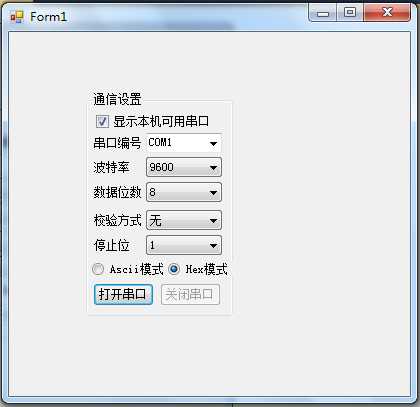 Form1
通信设置
显示本机可用串口
串口编号 COM1
波特率 9600
数据位数 8
校验方式 无
停止位 1
Ascii模式 Hex模式
打开串口 关闭串口